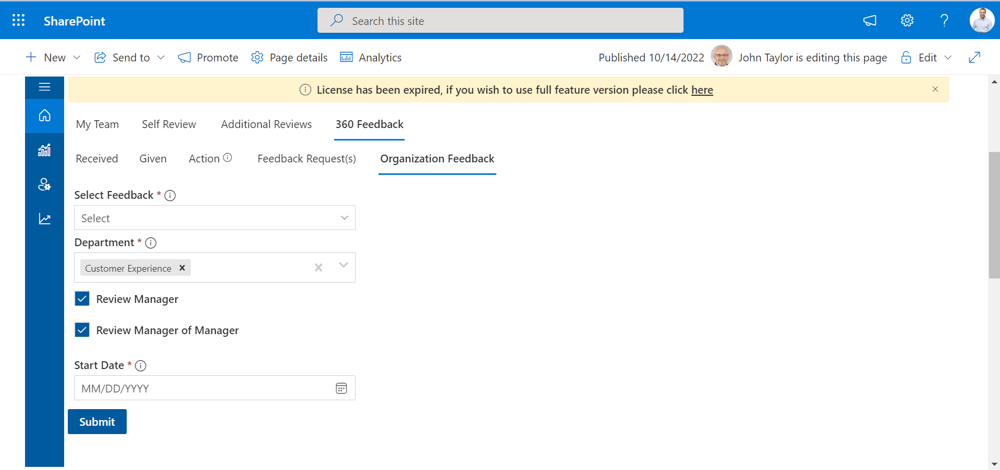 SharePoint
Search this site
New
Send to
Promote
Page details
Analytics
Published 10/14/2022
John Taylor is editing this page
Edit
License has been expired, if you wish to use full feature version please click here
My Team
Self Review
Additional Reviews
360 Feedback
Received
Given
Action
Feedback Request(s)
Organization Feedback
Select Feedback *
Select
Department *
Customer Experience
Review Manager
Review Manager of Manager
Start Date *
MM/DD/YYYY
Submit